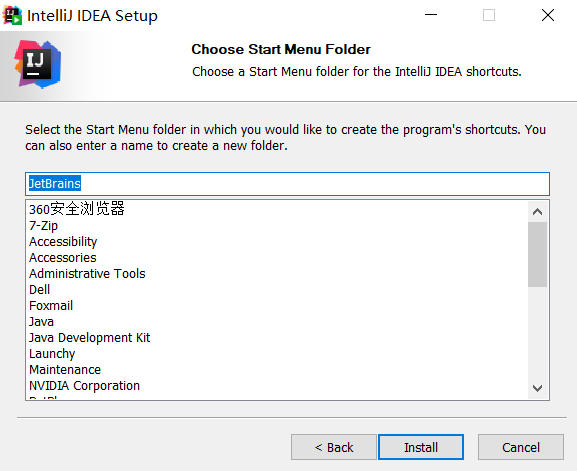 IntelliJ IDEA Setup
IJ
Choose Start Menu Folder
Choose a Start Menu folder for the IntelliJ IDEA shortcuts.
Select the Start Menu folder in which you would like to create the program's shortcuts. You
can also enter a name to create a new folder.
JetBrains
360安全浏览器
7-Zip
Accessibility
Accessories
Administrative Tools
Dell
Foxmail
Java
Java Development Kit
Launchy
Maintenance
NVIDIA Corporation
< Back
Install
Cancel